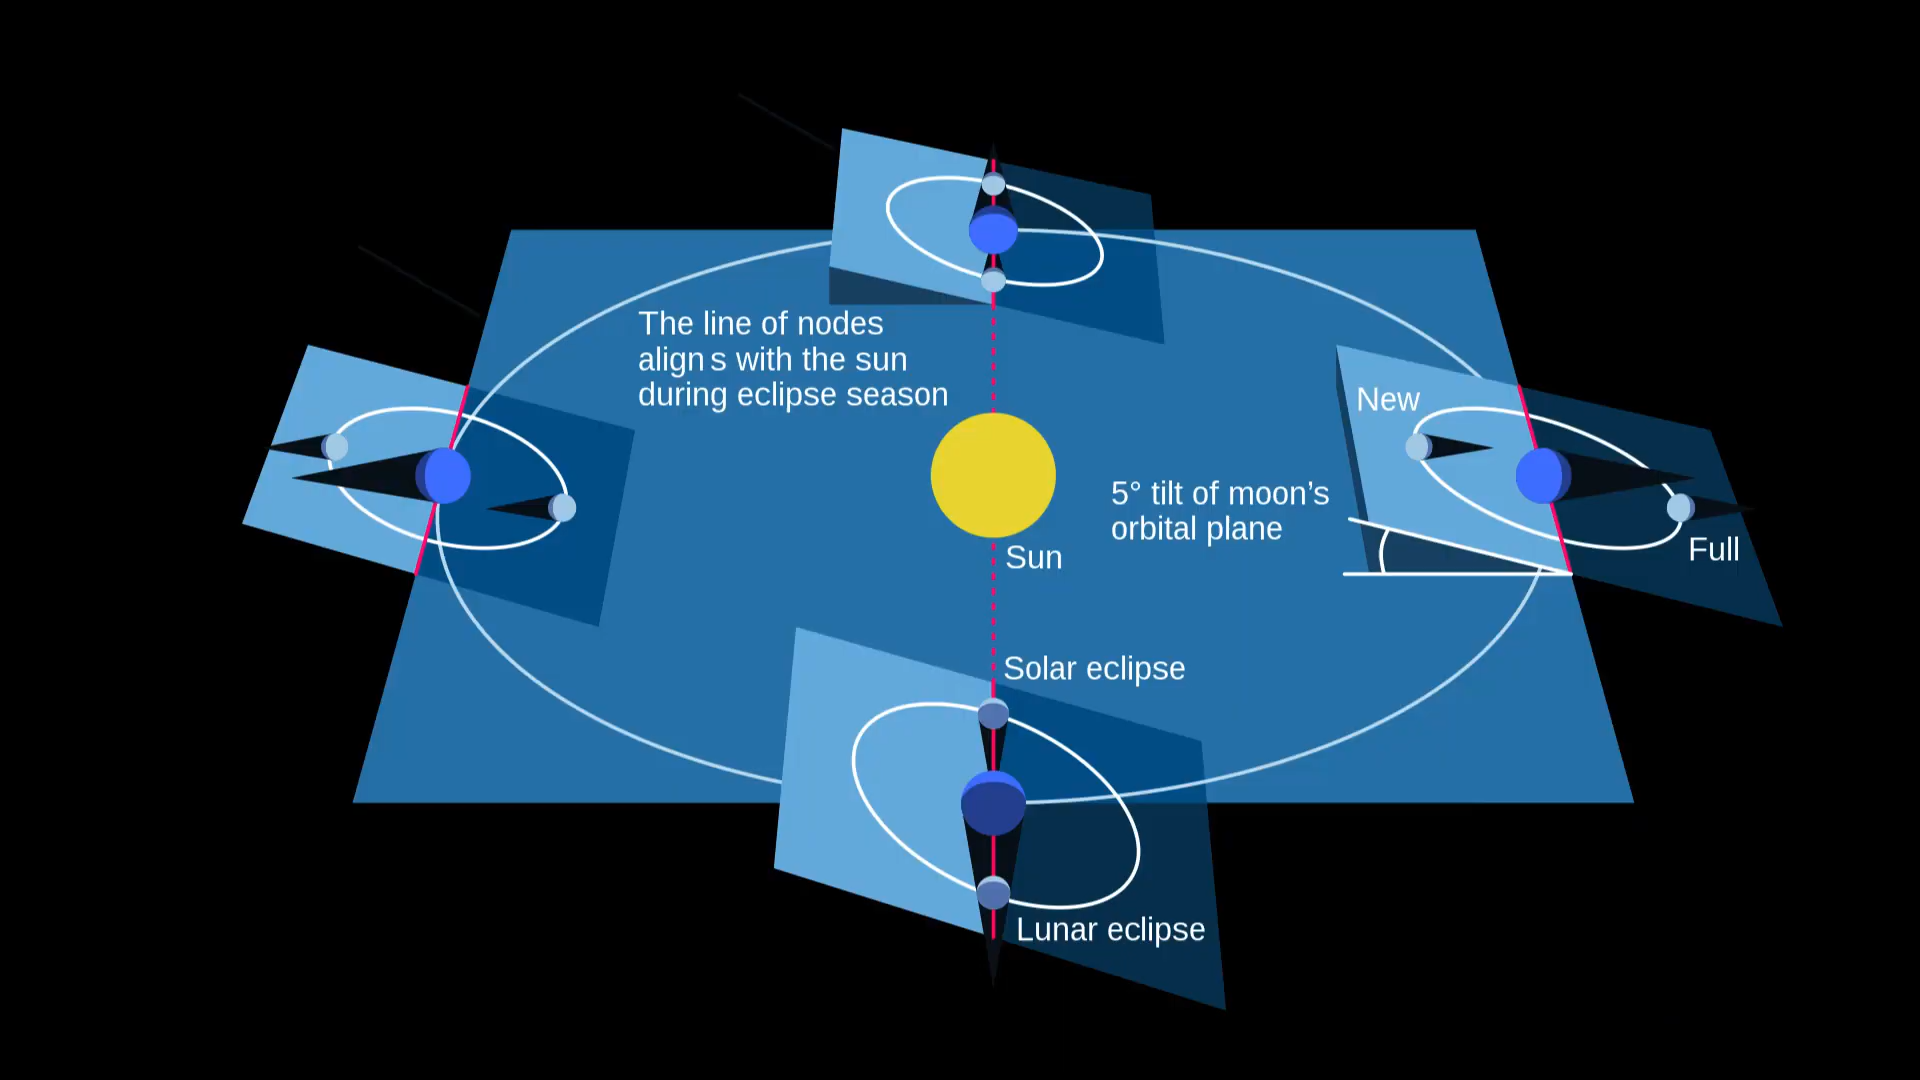 The line of nodes
aligns with the sun
during eclipse season
New
5° tilt of moon’s
orbital plane
Full
Sun
Solar eclipse
Lunar eclipse